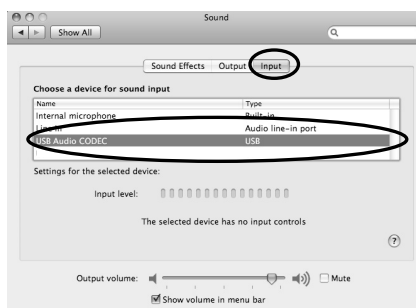 Sound
Show All
Sound Effects Output Input
Choose a device for sound input
Name Type
Internal microphone Built-in
Line In Audio line-in port
USB Audio CODEC USB
Settings for the selected device:
Input level:
The selected device has no input controls
?
Output volume: Mute
Show volume in menu bar